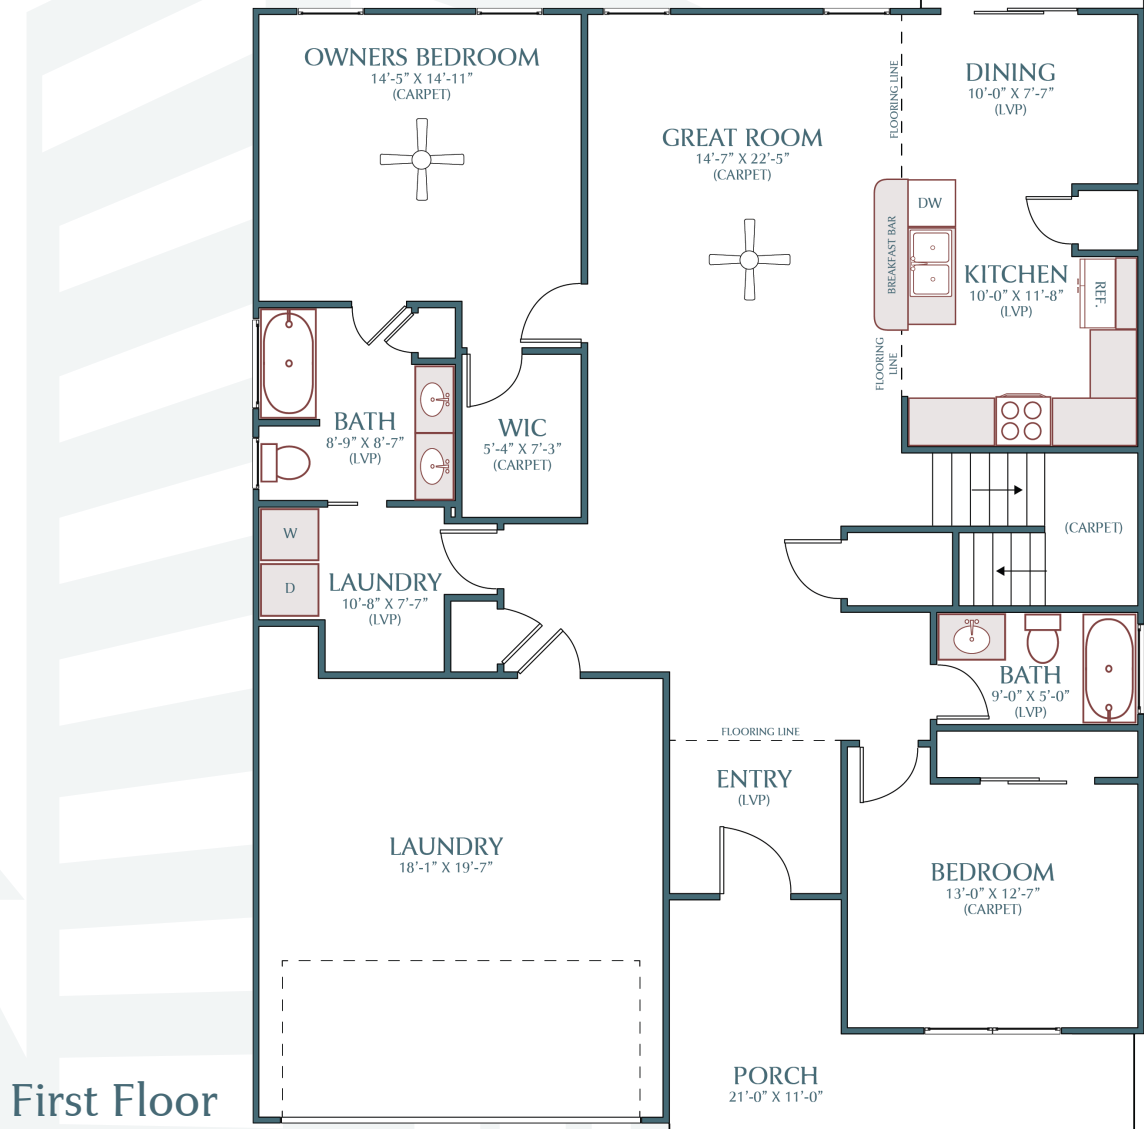 OWNERS BEDROOM
14'-5" X 14'-11"
(CARPET)
DINING
10'-0" X 7'-7"
(LVP)
FLOORING LINE
GREAT ROOM
14'-7" X 22'-5"
(CARPET)
DW
BREAKFAST BAR
KITCHEN
10'-0" X 11'-8"
(LVP)
REF.
FLOORING
LINE
BATH
8'-9" X 8'-7"
(LVP)
WIC
5'-4" X 7'-3"
(CARPET)
W
D
LAUNDRY
10'-8" X 7'-7"
(LVP)
(CARPET)
BATH
9'-0" X 5'-0"
(LVP)
FLOORING LINE
ENTRY
(LVP)
LAUNDRY
18'-1" X 19'-7"
BEDROOM
13'-0" X 12'-7"
(CARPET)
PORCH
21'-0" X 11'-0"
First Floor